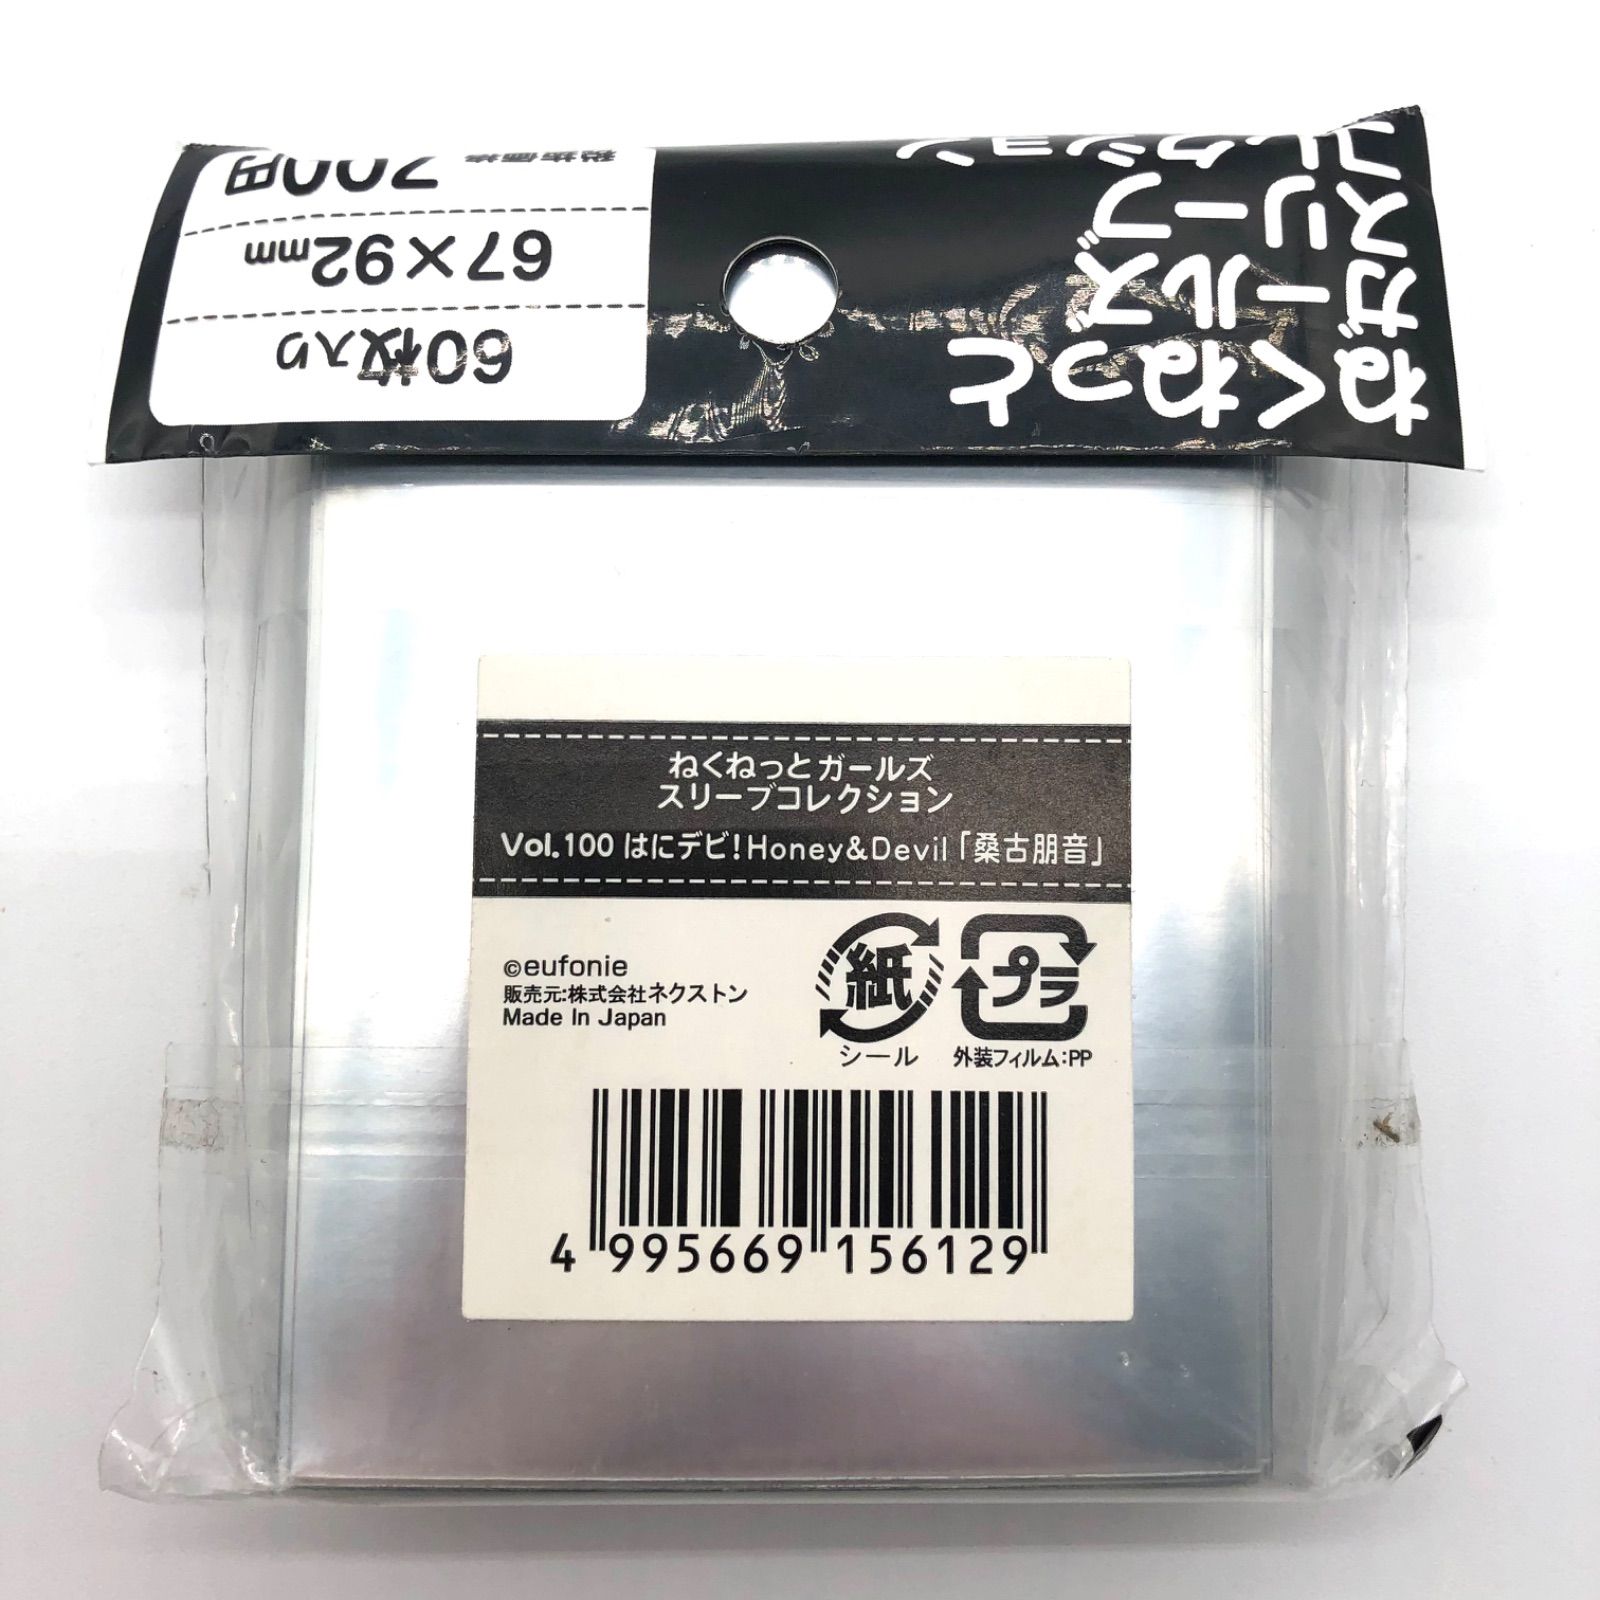 ねくねっと
ガールズ
スリーブ
コレクション
60枚入り
67×92mm
税抜価格 700円
ねくねっとガールズ
スリーブコレクション
Vol.100 はにデビ!Honey&Devil「桑古朋音」
©eufonie
販売元:株式会社ネクストン
Made In Japan
紙
シール
プラ
外装フィルム:PP
4 995669 156129